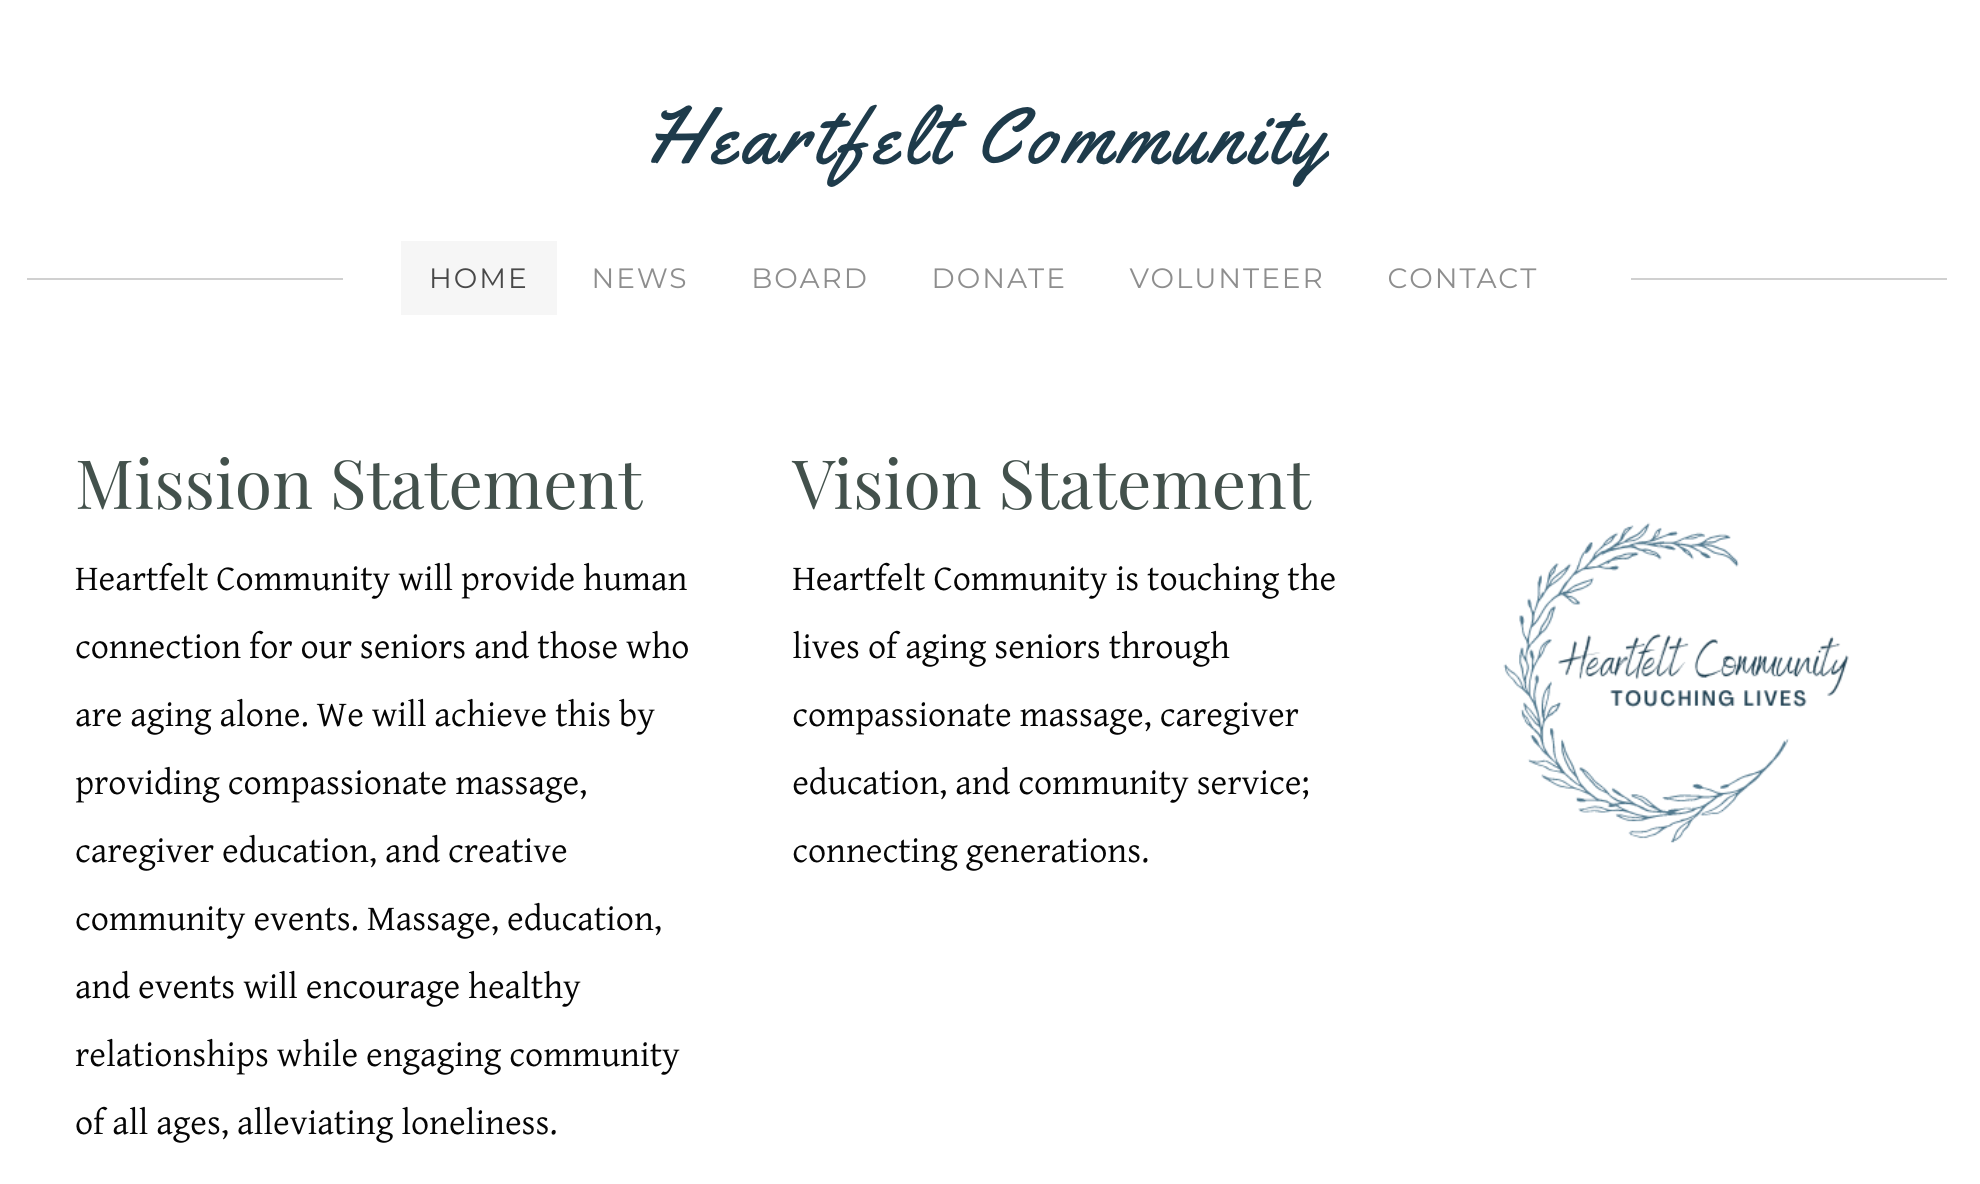 Heartfelt Community
HOME NEWS BOARD DONATE VOLUNTEER CONTACT
Mission Statement
Heartfelt Community will provide human
connection for our seniors and those who
are aging alone. We will achieve this by
providing compassionate massage,
caregiver education, and creative
community events. Massage, education,
and events will encourage healthy
relationships while engaging community
of all ages, alleviating loneliness.
Vision Statement
Heartfelt Community is touching the
lives of aging seniors through
compassionate massage, caregiver
education, and community service;
connecting generations.
Heartfelt Community
TOUCHING LIVES